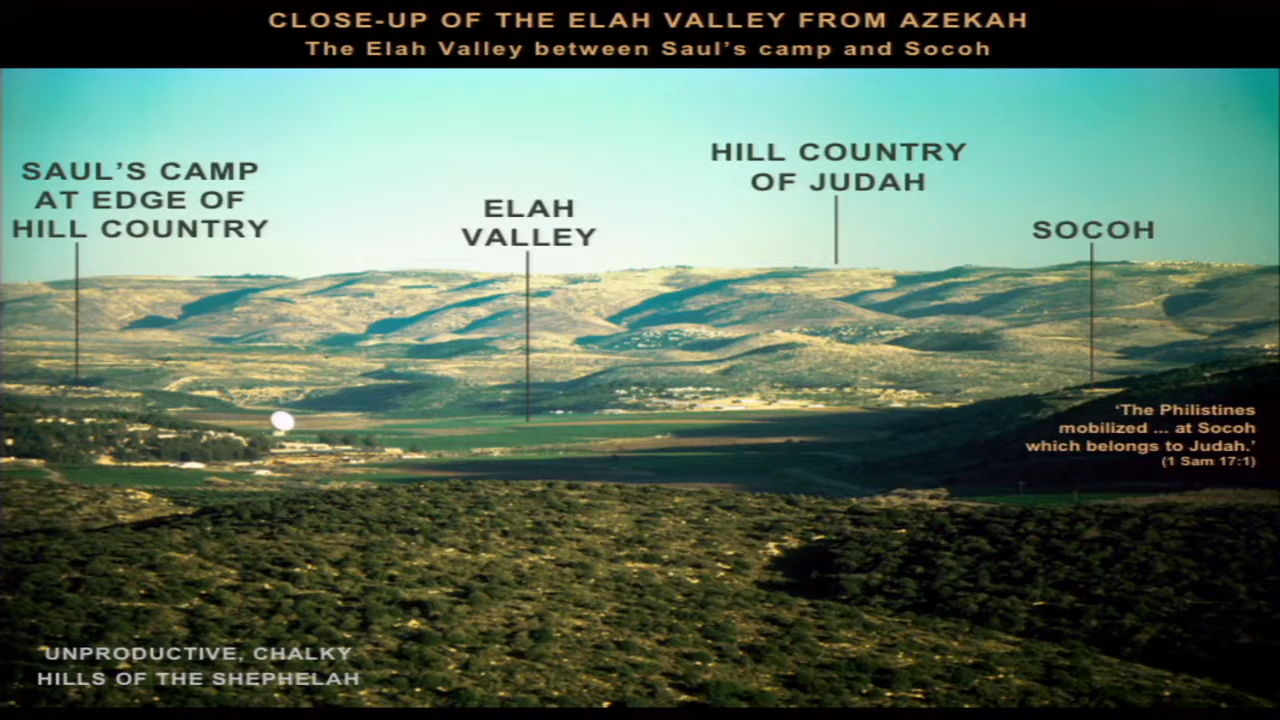 CLOSE-UP OF THE ELAH VALLEY FROM AZEKAH
The Elah Valley between Saul's camp and Socoh
SAUL'S CAMP
AT EDGE OF
HILL COUNTRY
ELAH
VALLEY
HILL COUNTRY
OF JUDAH
SOCOH
‘The Philistines
mobilized ... at Socoh
which belongs to Judah.’
(1 Sam 17:1)
UNPRODUCTIVE, CHALKY
HILLS OF THE SHEPHELAH